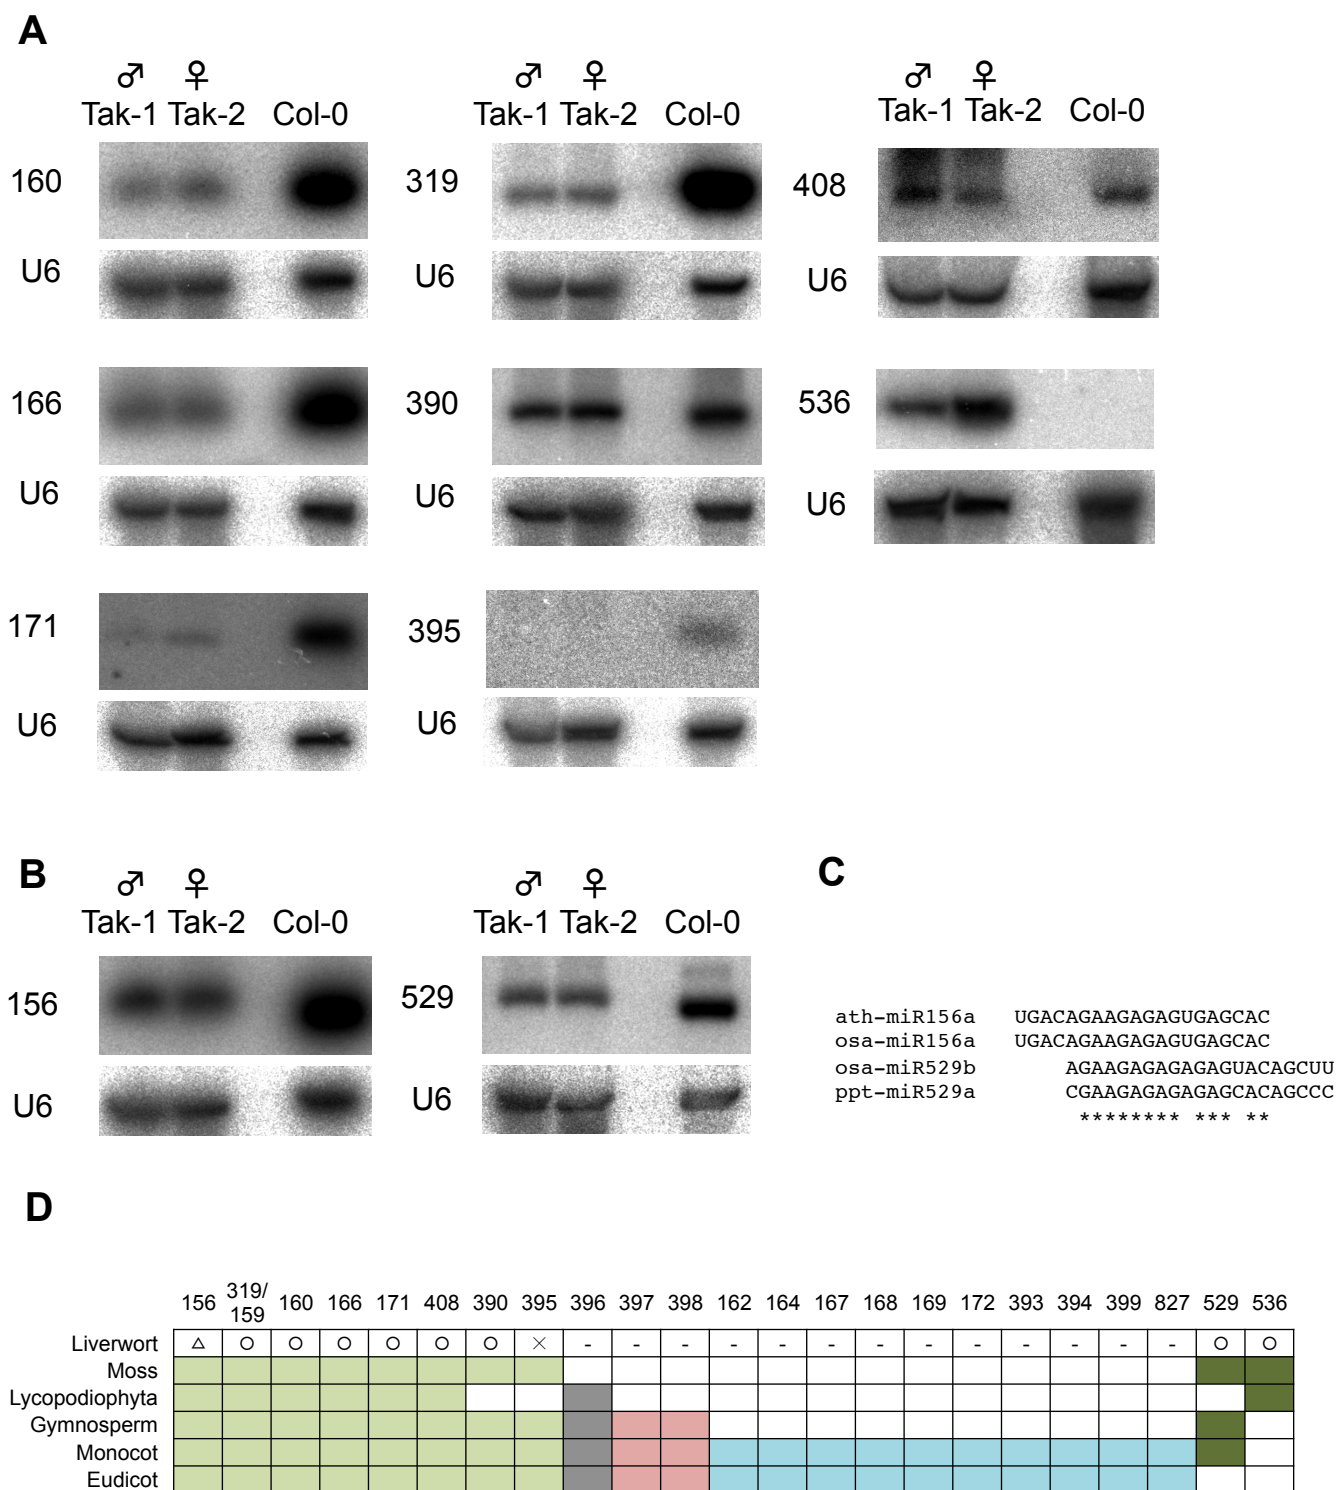 A
♂ ♀
Tak-1 Tak-2 Col-0
160
U6
166
U6
171
U6
♂ ♀
Tak-1 Tak-2 Col-0
319
U6
390
U6
395
U6
♂ ♀
Tak-1 Tak-2 Col-0
408
U6
536
U6
B
♂ ♀
Tak-1 Tak-2 Col-0
156
U6
♂ ♀
Tak-1 Tak-2 Col-0
529
U6
C
ath-miR156a UGACAGAAGAGAGUGAGCAC
osa-miR156a UGACAGAAGAGAGUGAGCAC
osa-miR529b AGAAGAGAGAGAGUACAGCUU
ppt-miR529a CGAAGAGAGAGAGCACAGCCC
******** *** **
D
156 319/159 160 166 171 408 390 395 396 397 398 162 164 167 168 169 172 393 394 399 827 529 536
Liverwort △ ○ ○ ○ ○ ○ ○ × - - - - - - - - - - - - - ○ ○
Moss
Lycopodiophyta
Gymnosperm
Monocot
Eudicot